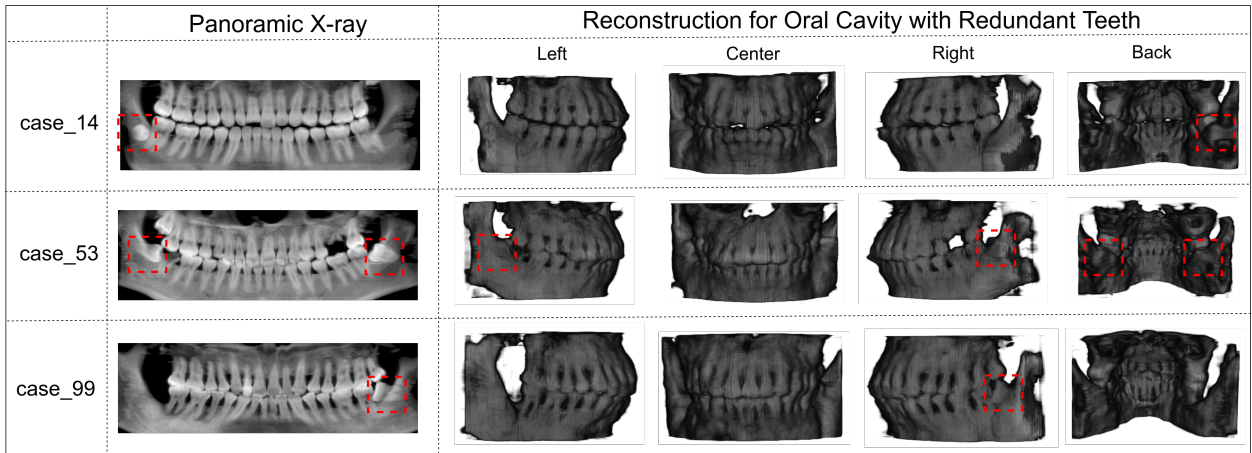 Panoramic X-ray
Reconstruction for Oral Cavity with Redundant Teeth
Left
Center
Right
Back
case_14
case_53
case_99